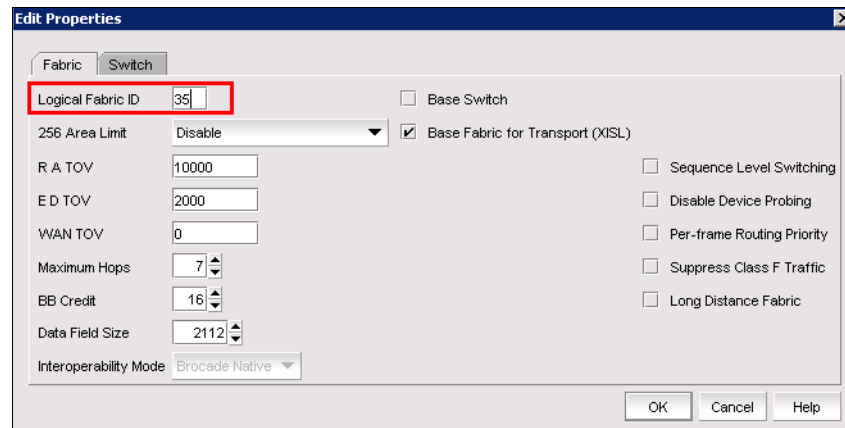 Edit Properties
Fabric Switch
Logical Fabric ID 35 Base Switch
256 Area Limit Disable Base Fabric for Transport (XISL)
R A TOV 10000 Sequence Level Switching
E D TOV 2000 Disable Device Probing
WAN TOV 0 Per-frame Routing Priority
Maximum Hops 7 Suppress Class F Traffic
BB Credit 16 Long Distance Fabric
Data Field Size 2112
Interoperability Mode Brocade Native
OK Cancel Help